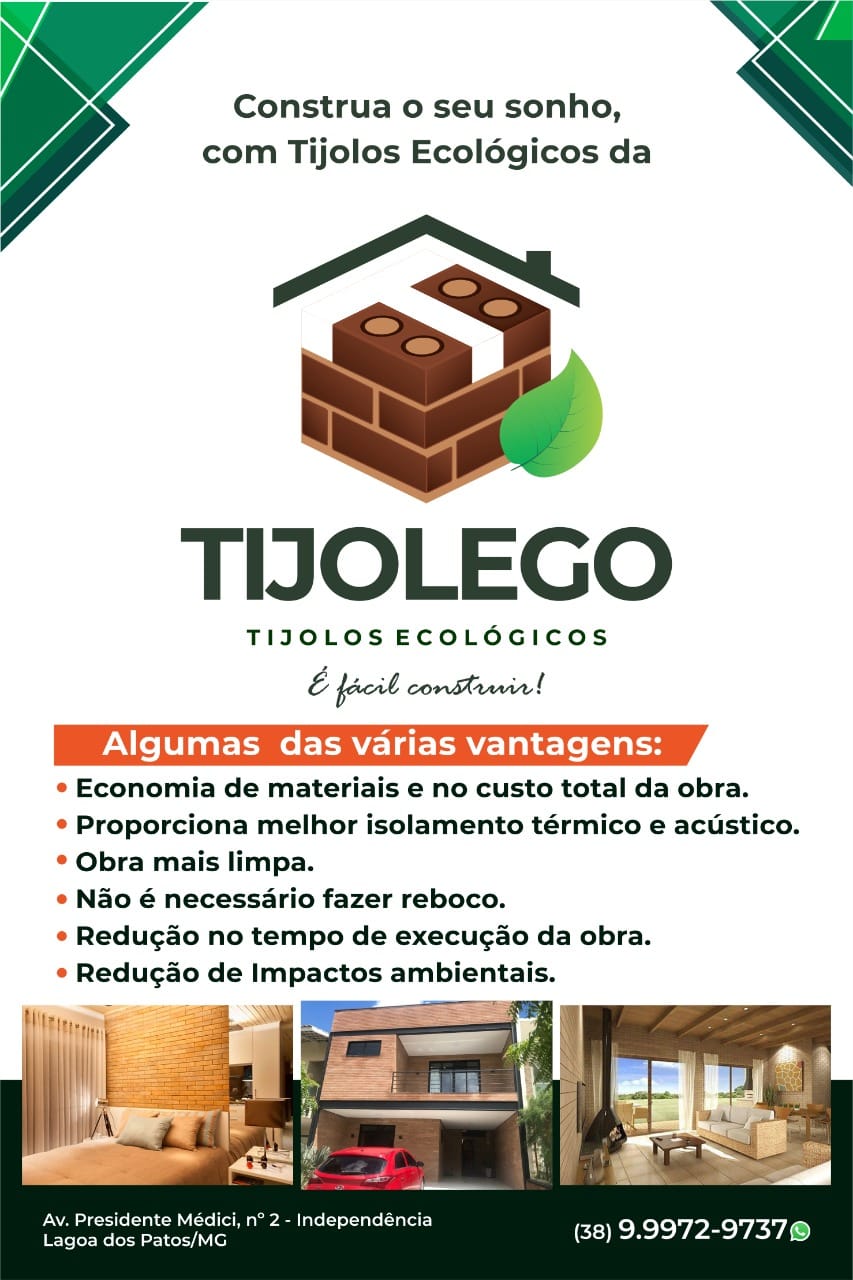 Construa o seu sonho,
com Tijolos Ecológicos da
TIJOLEGO
TIJOLOS ECOLÓGICOS
É fácil construir!
Algumas das várias vantagens:
• Economia de materiais e no custo total da obra.
• Proporciona melhor isolamento térmico e acústico.
• Obra mais limpa.
• Não é necessário fazer reboco.
• Redução no tempo de execução da obra.
• Redução de Impactos ambientais.
Av. Presidente Médici, nº 2 - Independência
Lagoa dos Patos/MG
(38) 9.9972-9737